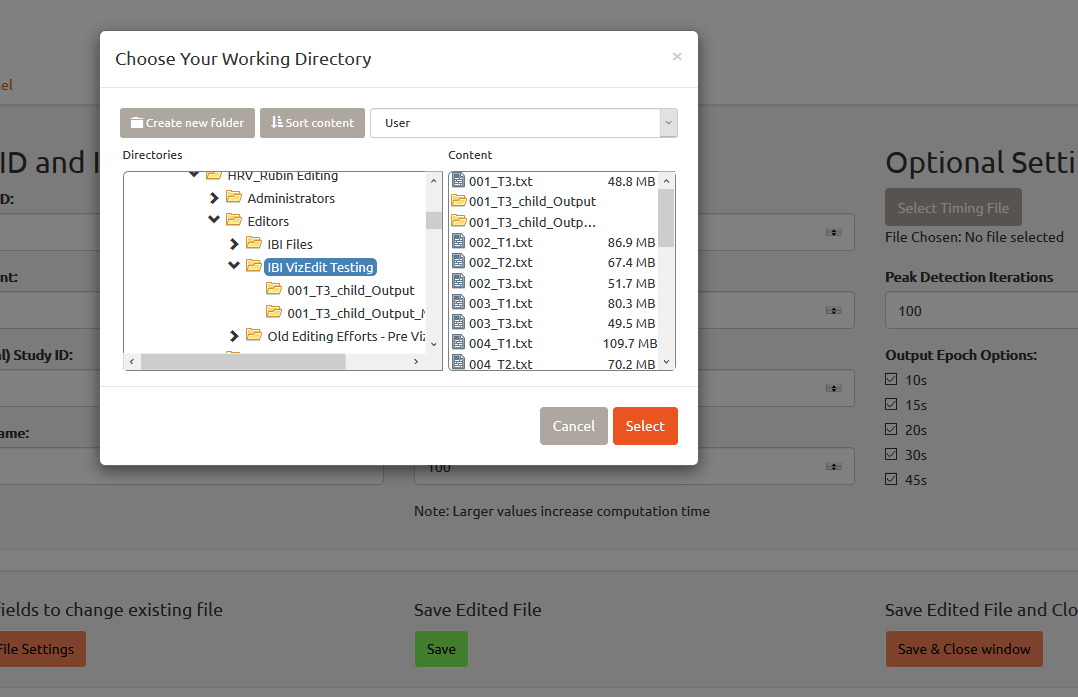 Choose Your Working Directory
×
el
Create new folder
Sort content
User
Directories
Content
HRV_Rubin Editing
Administrators
Editors
IBI Files
IBI VizEdit Testing
001_T3_child_Output
001_T3_child_Output_
Old Editing Efforts - Pre Viz
001_T3.txt 48.8 MB
001_T3_child_Output
001_T3_child_Outp...
002_T1.txt 86.9 MB
002_T2.txt 67.4 MB
002_T3.txt 51.7 MB
003_T1.txt 80.3 MB
003_T3.txt 49.5 MB
004_T1.txt 109.7 MB
004_T2.txt 70.2 MB
Cancel
Select
ID and I
D:
nt:
l) Study ID:
ame:
100
Note: Larger values increase computation time
Optional Setti
Select Timing File
File Chosen: No file selected
Peak Detection Iterations
100
Output Epoch Options:
10s
15s
20s
30s
45s
ields to change existing file
File Settings
Save Edited File
Save
Save Edited File and Clo
Save & Close window